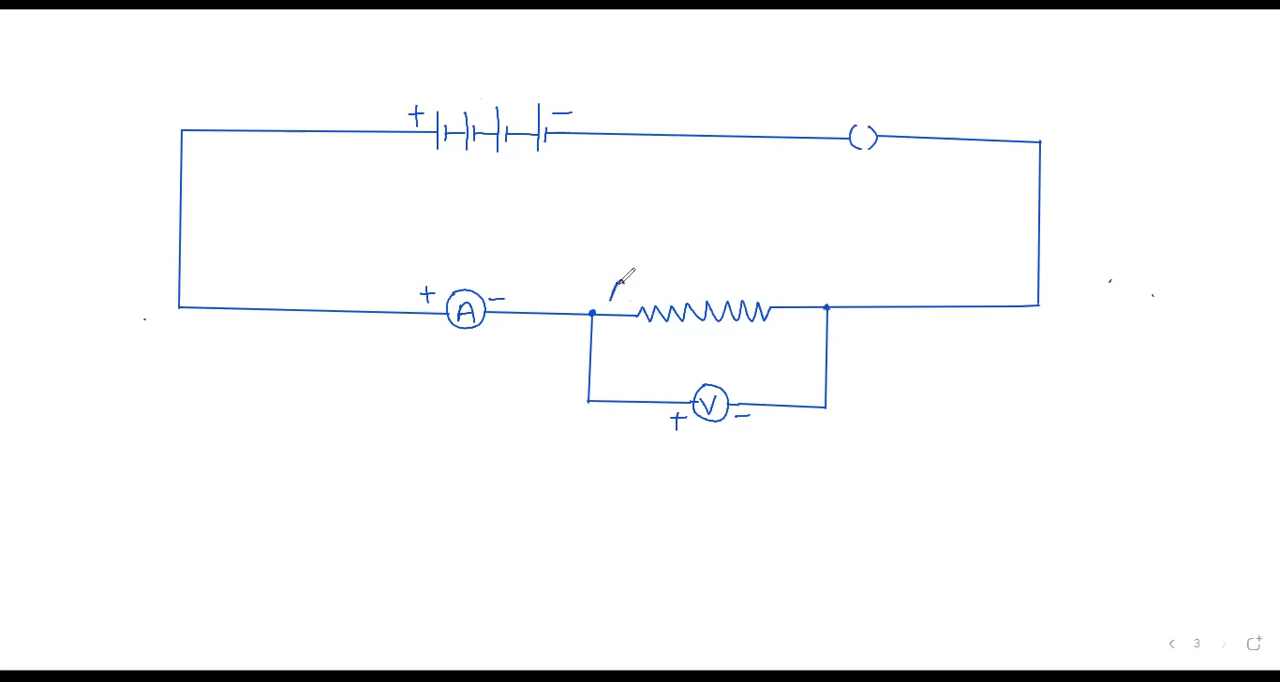 + −
+ A −
V
+ −
3